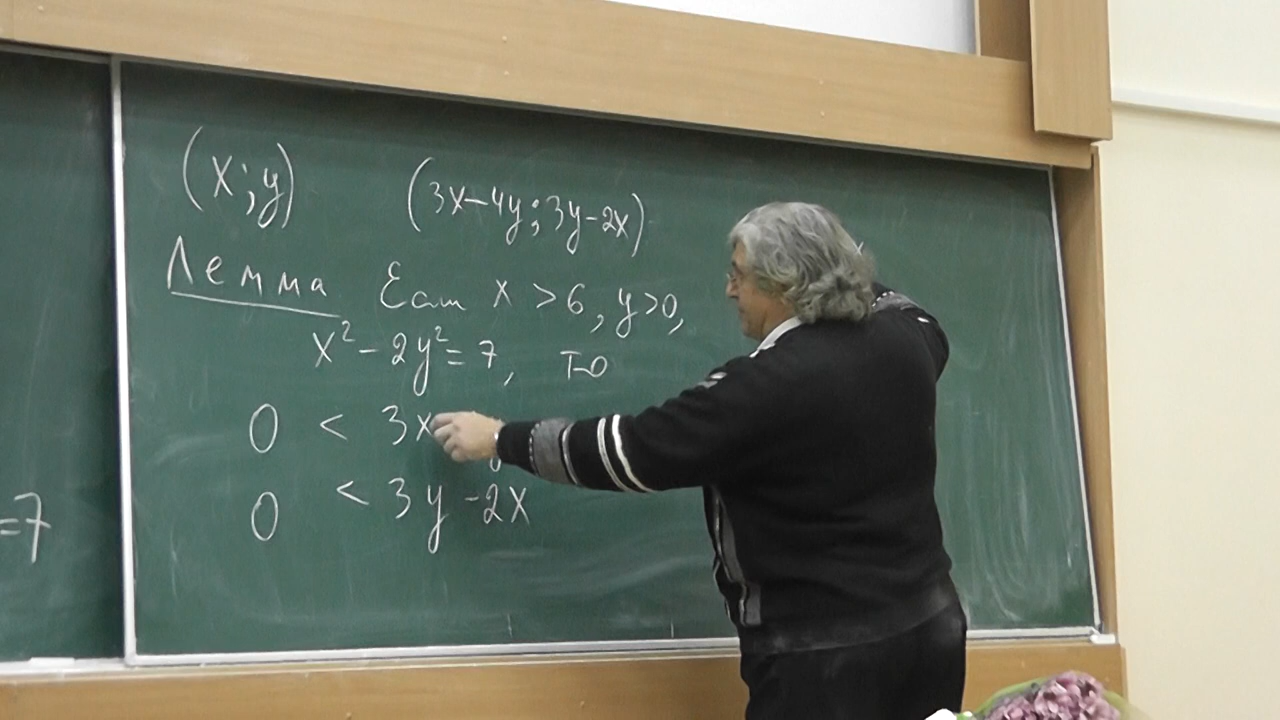 (x;y) (3x-4y;3y-2x)
Лемма Если x > 6, y>0,
x² - 2y² = 7, то
0 < 3x
0 < 3y - 2x
=7